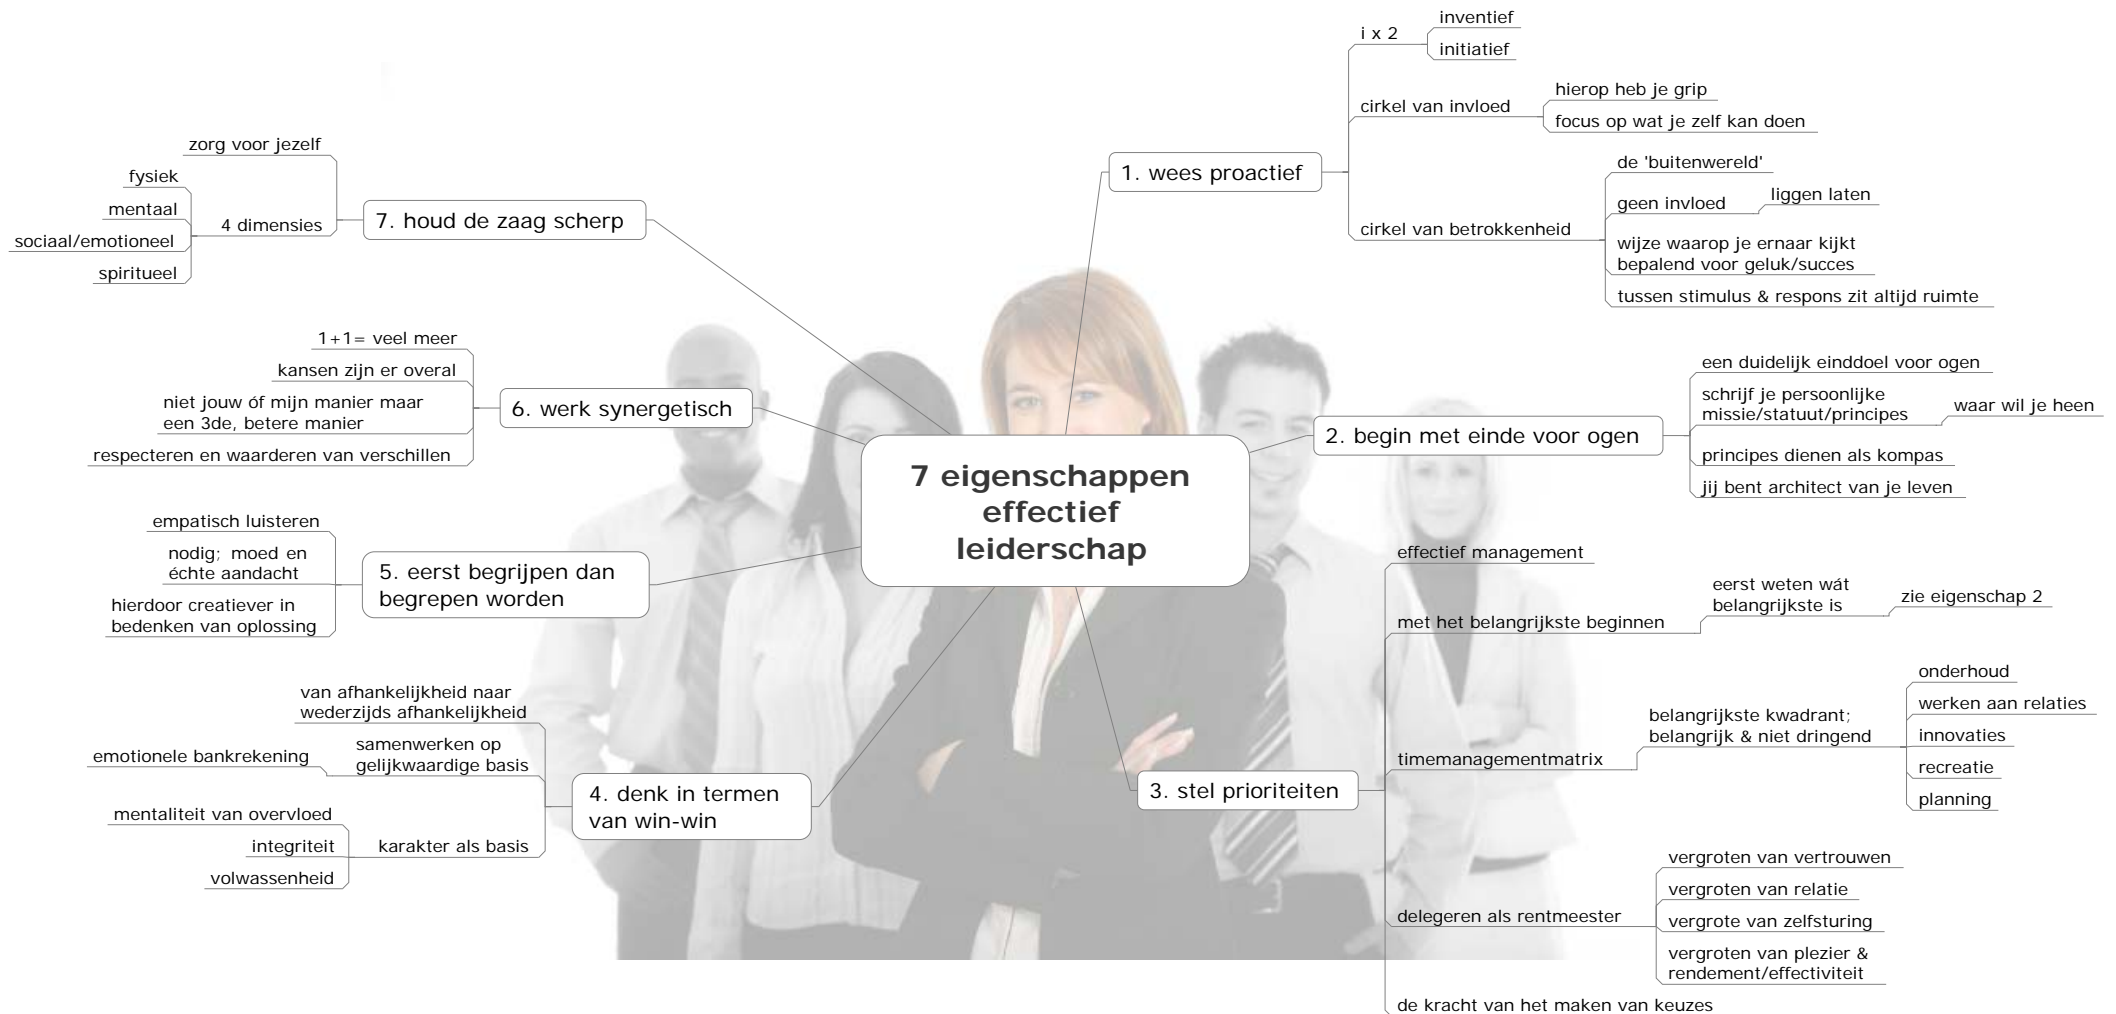 7 eigenschappen
effectief
leiderschap
1. wees proactief
i x 2
inventief
initiatief
cirkel van invloed
hierop heb je grip
focus op wat je zelf kan doen
cirkel van betrokkenheid
de 'buitenwereld'
geen invloed
liggen laten
wijze waarop je ernaar kijkt
bepalend voor geluk/succes
tussen stimulus & respons zit altijd ruimte
2. begin met einde voor ogen
een duidelijk einddoel voor ogen
schrijf je persoonlijke
missie/statuut/principes
waar wil je heen
principes dienen als kompas
jij bent architect van je leven
3. stel prioriteiten
effectief management
met het belangrijkste beginnen
eerst weten wát
belangrijkste is
zie eigenschap 2
timemanagementmatrix
belangrijkste kwadrant;
belangrijk & niet dringend
onderhoud
werken aan relaties
innovaties
recreatie
planning
delegeren als rentmeester
vergroten van vertrouwen
vergroten van relatie
vergrote van zelfsturing
vergroten van plezier &
rendement/effectiviteit
de kracht van het maken van keuzes
4. denk in termen
van win-win
van afhankelijkheid naar
wederzijds afhankelijkheid
samenwerken op
gelijkwaardige basis
emotionele bankrekening
karakter als basis
mentaliteit van overvloed
integriteit
volwassenheid
5. eerst begrijpen dan
begrepen worden
empatisch luisteren
nodig; moed en
échte aandacht
hierdoor creatiever in
bedenken van oplossing
6. werk synergetisch
1+1= veel meer
kansen zijn er overal
niet jouw óf mijn manier maar
een 3de, betere manier
respecteren en waarderen van verschillen
7. houd de zaag scherp
zorg voor jezelf
4 dimensies
fysiek
mentaal
sociaal/emotioneel
spiritueel